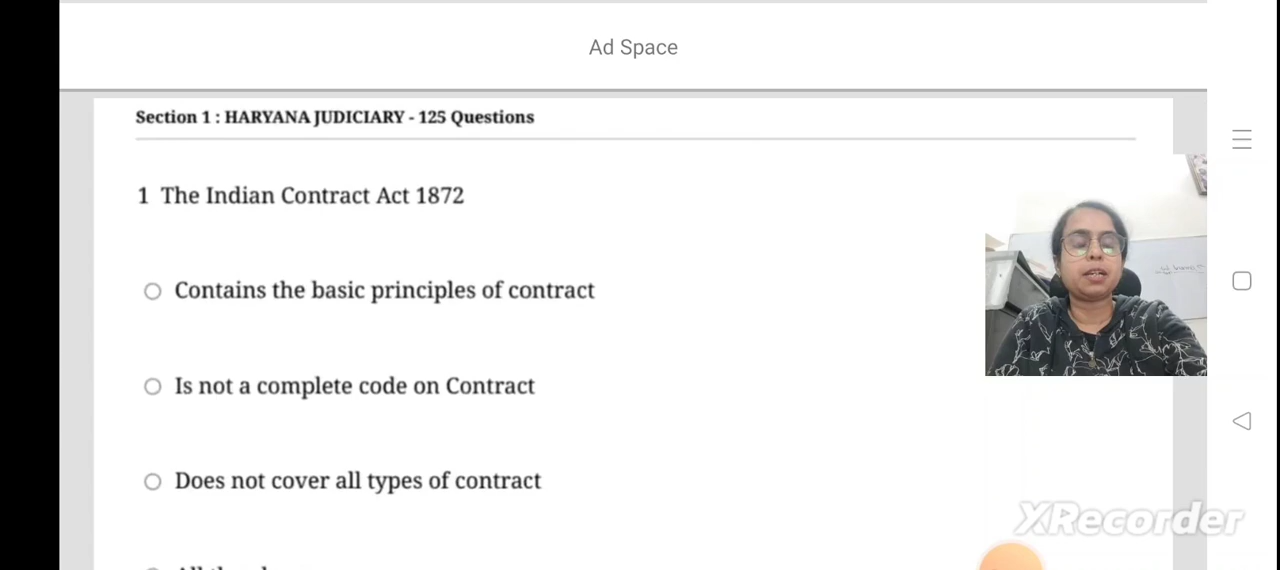 Ad Space
Section 1 : HARYANA JUDICIARY - 125 Questions
1 The Indian Contract Act 1872
Contains the basic principles of contract
Is not a complete code on Contract
Does not cover all types of contract
XRecorder